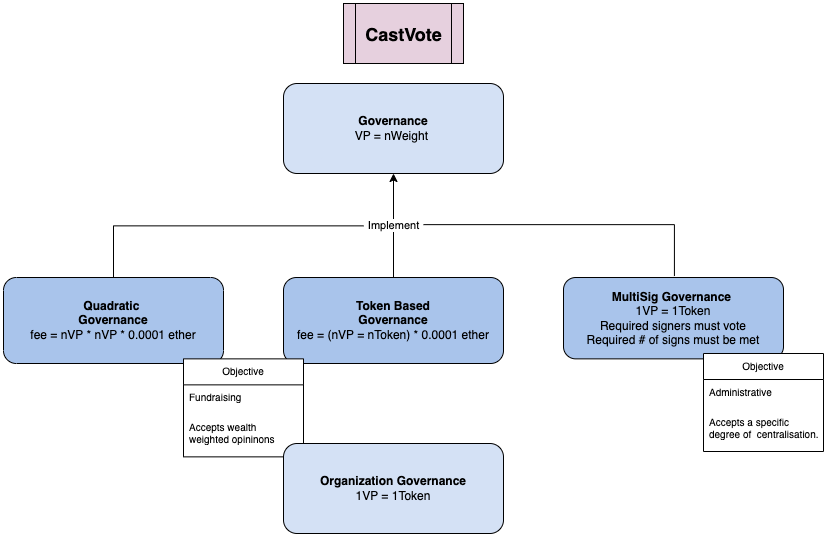 CastVote
Governance
VP = nWeight
Implement
Quadratic
Governance
fee = nVP * nVP * 0.0001 ether
Token Based
Governance
fee = (nVP = nToken) * 0.0001 ether
MultiSig Governance
1VP = 1Token
Required signers must vote
Required # of signs must be met
Objective
Fundraising
Accepts wealth
weighted opininons
Objective
Administrative
Accepts a specific
degree of centralisation.
Organization Governance
1VP = 1Token